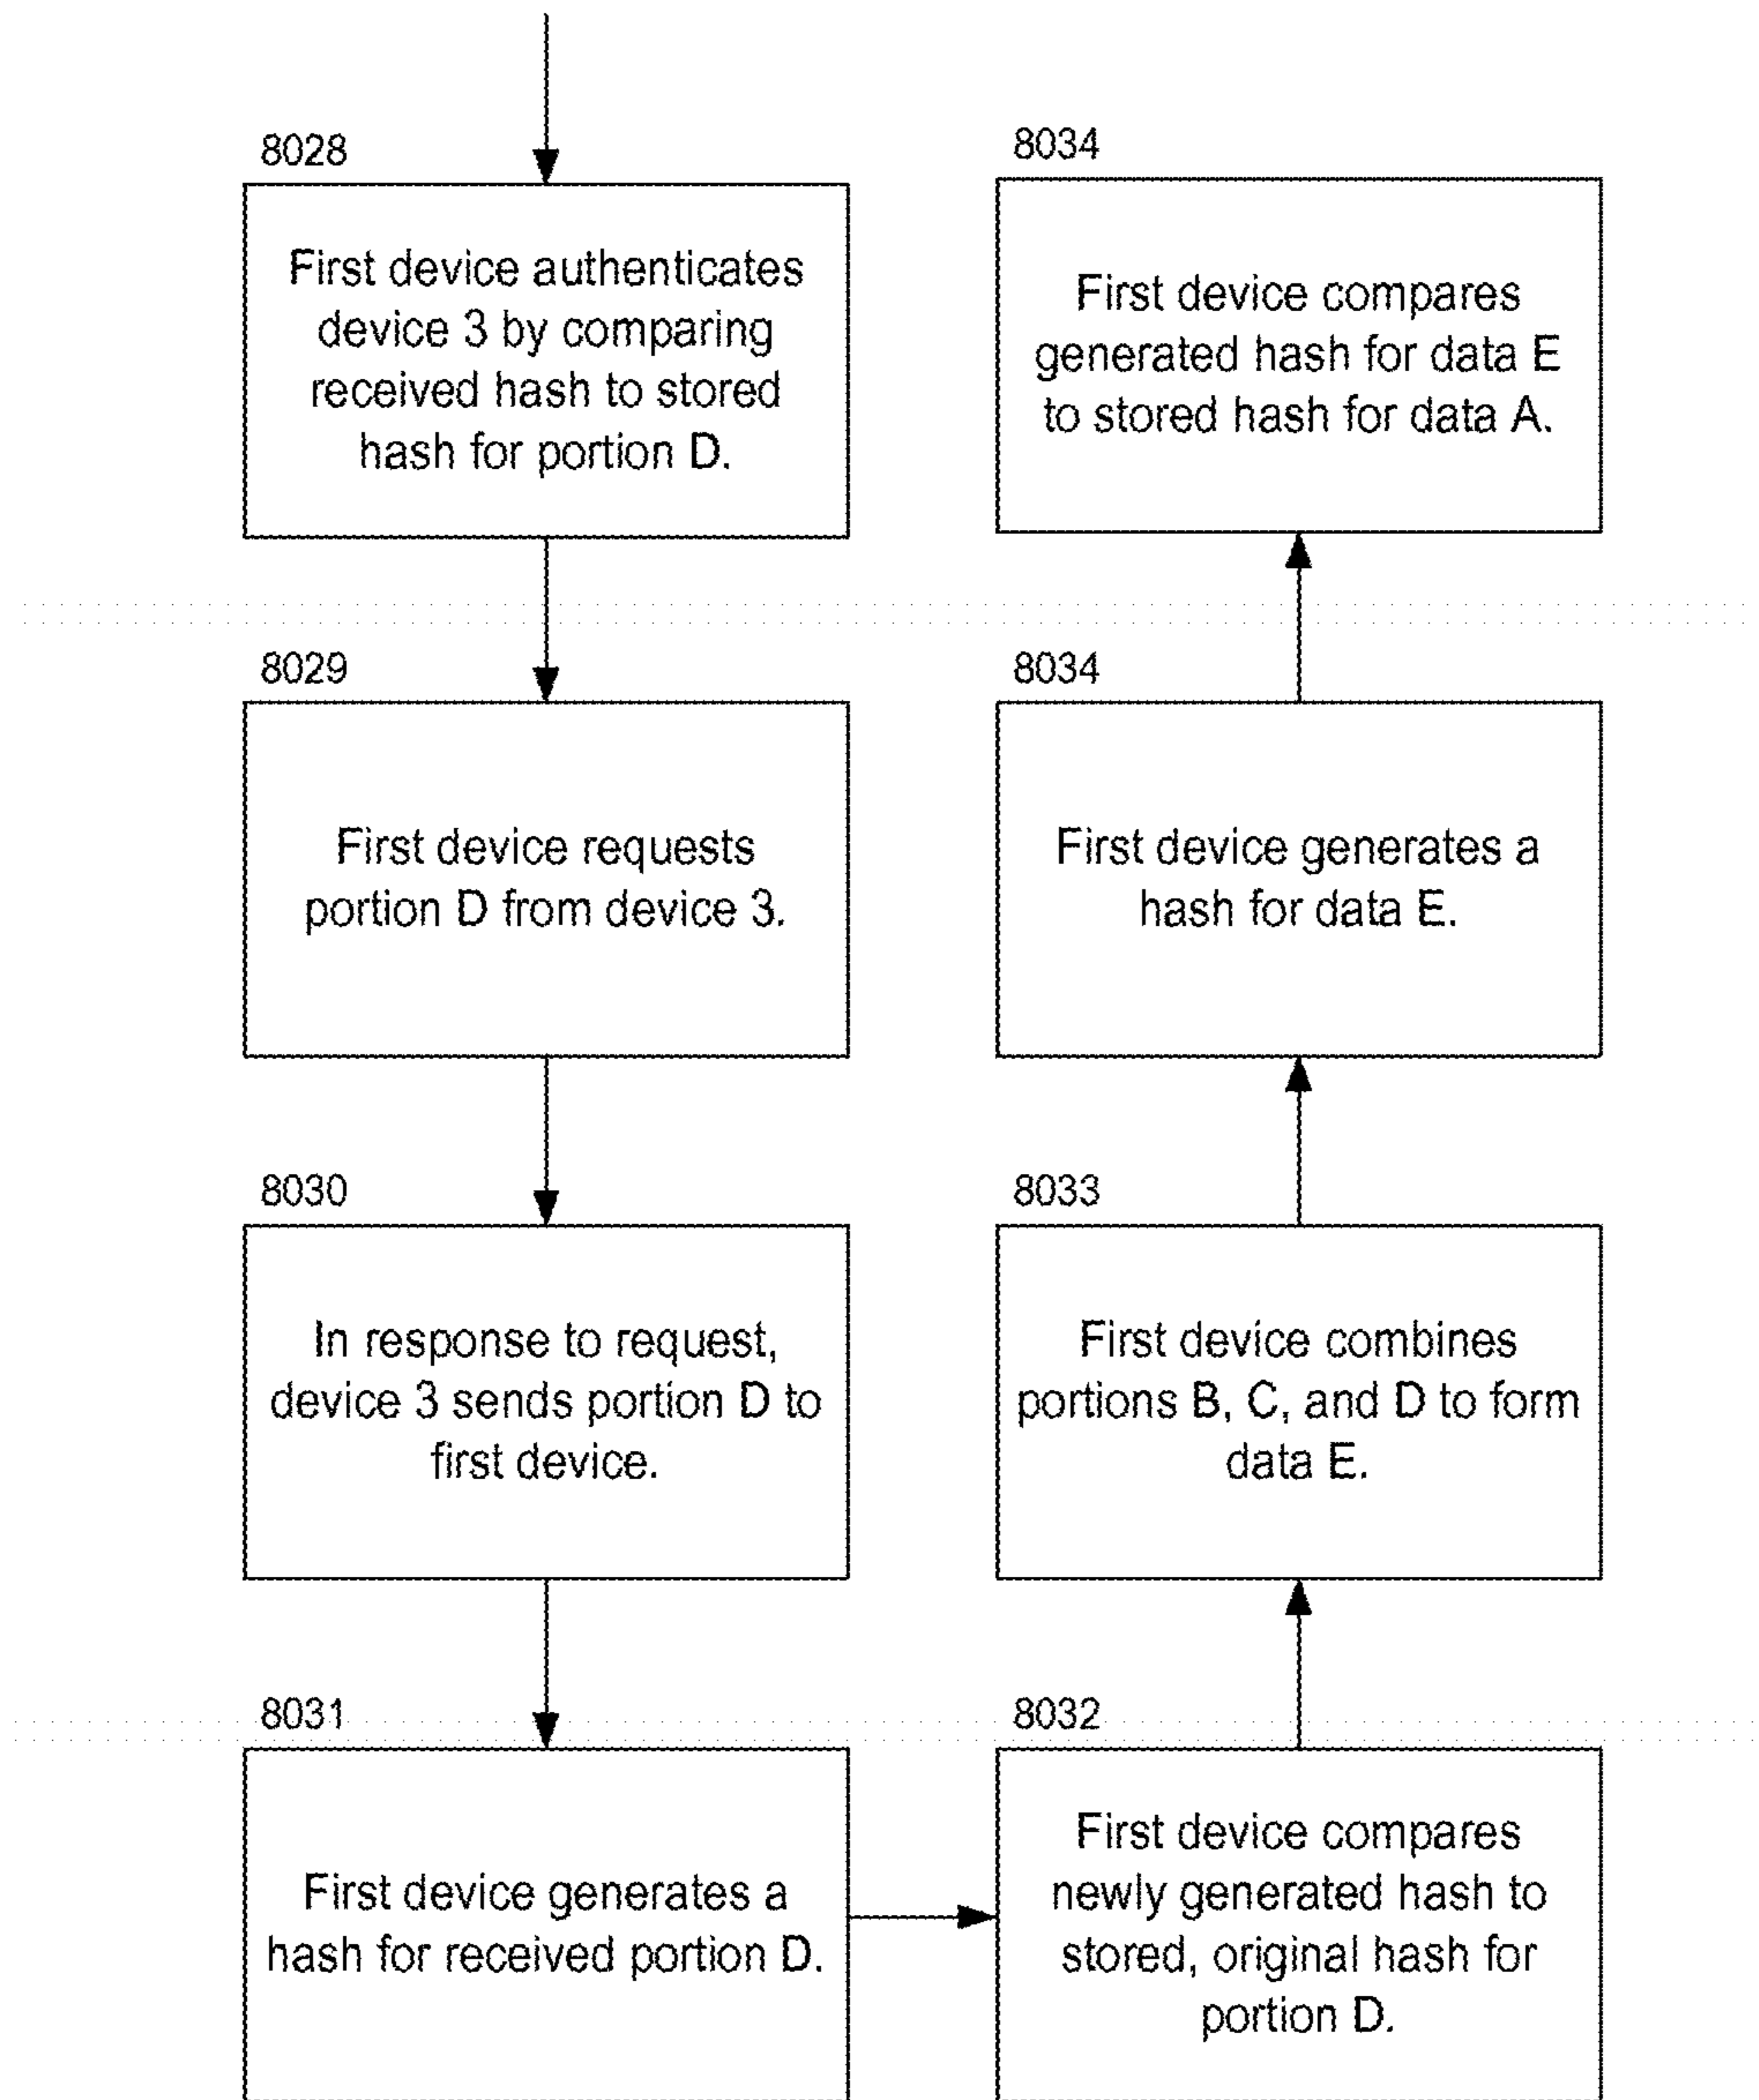 8028
First device authenticates
device 3 by comparing
received hash to stored
hash for portion D.
8029
First device requests
portion D from device 3.
8030
In response to request,
device 3 sends portion D to
first device.
8031
First device generates a
hash for received portion D.
8032
First device compares
newly generated hash to
stored, original hash for
portion D.
8033
First device combines
portions B, C, and D to form
data E.
8034
First device generates a
hash for data E.
8034
First device compares
generated hash for data E
to stored hash for data A.